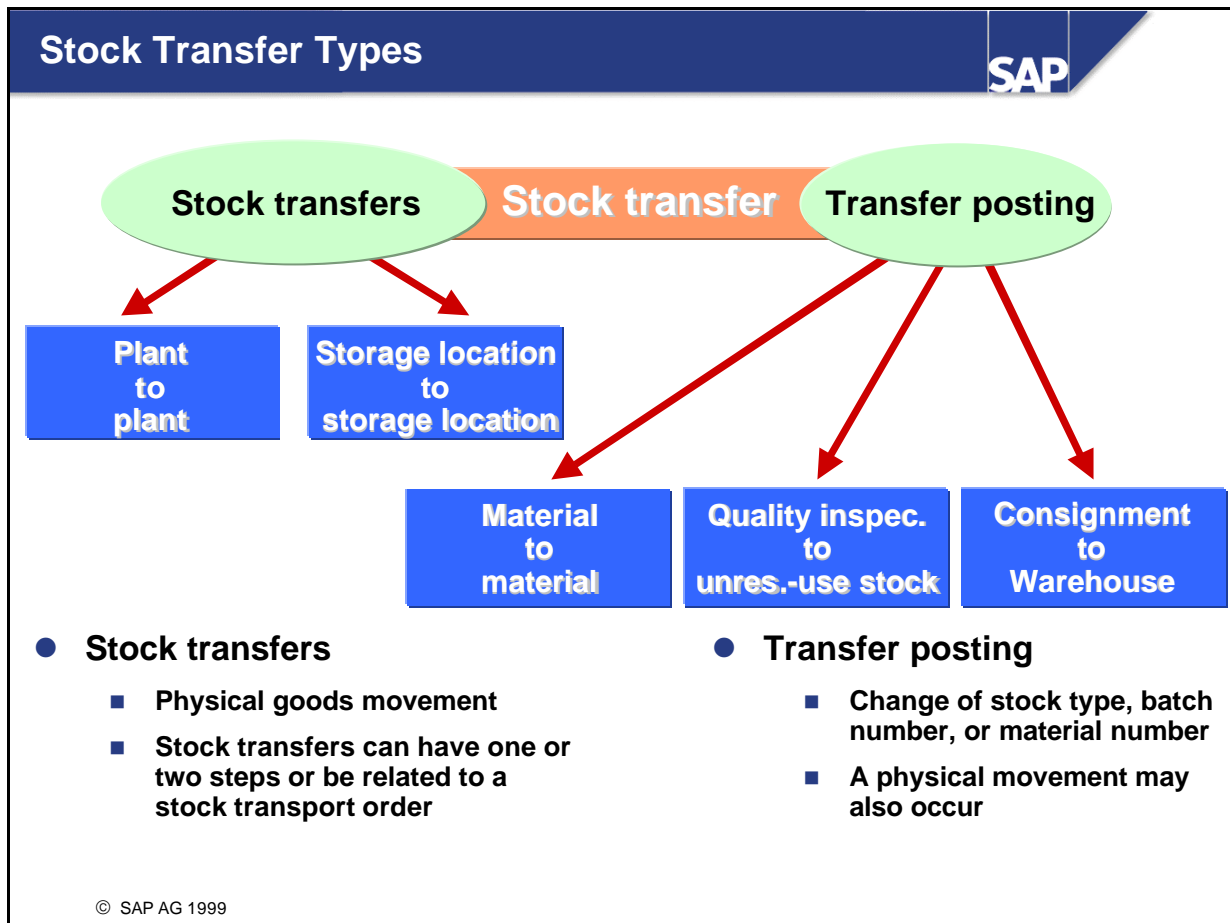 Stock Transfer Types
SAP
Stock transfers
Stock transfer
Transfer posting
Plant
to
plant
Storage location
to
storage location
Material
to
material
Quality inspec.
to
unres.-use stock
Consignment
to
Warehouse
Stock transfers
Physical goods movement
Stock transfers can have one or
two steps or be related to a
stock transport order
Transfer posting
Change of stock type, batch
number, or material number
A physical movement may
also occur
© SAP AG 1999